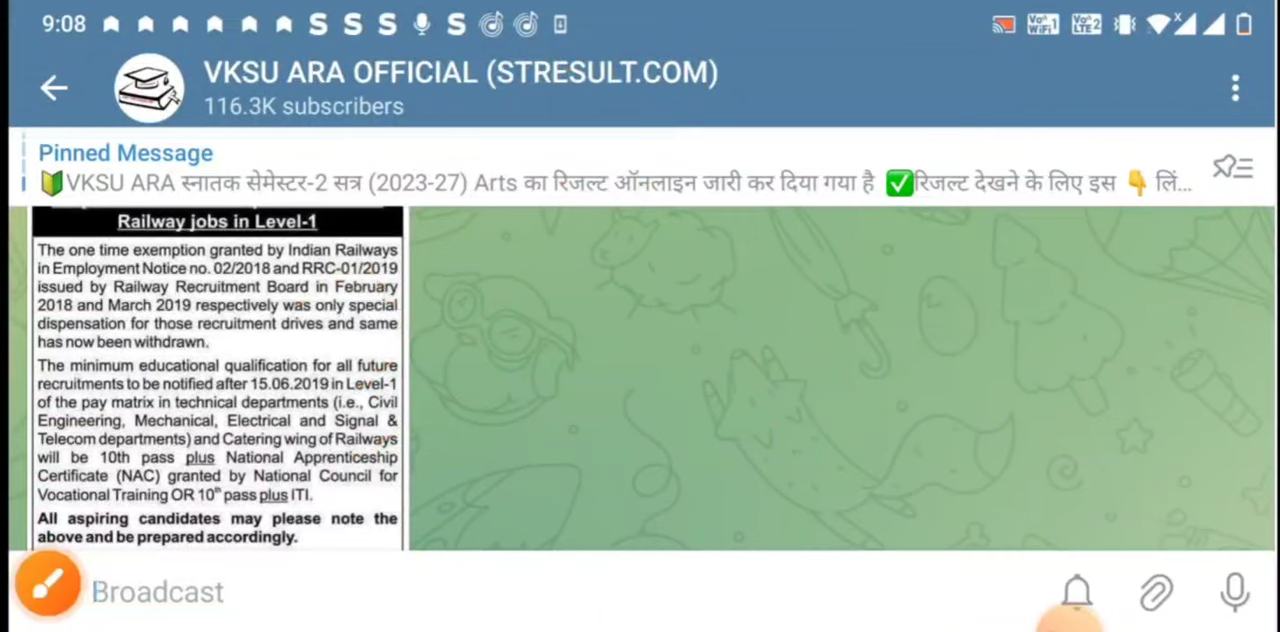 9:08
VKSU ARA OFFICIAL (STRESULT.COM)
116.3K subscribers
Pinned Message
🔰VKSU ARA स्नातक सेमेस्टर-2 सत्र (2023-27) Arts का रिजल्ट ऑनलाइन जारी कर दिया गया है ✅रिजल्ट देखने के लिए इस 👇 लिं...
Railway jobs in Level-1
The one time exemption granted by Indian Railways
in Employment Notice no. 02/2018 and RRC-01/2019
issued by Railway Recruitment Board in February
2018 and March 2019 respectively was only special
dispensation for those recruitment drives and same
has now been withdrawn.
The minimum educational qualification for all future
recruitments to be notified after 15.06.2019 in Level-1
of the pay matrix in technical departments (i.e., Civil
Engineering, Mechanical, Electrical and Signal &
Telecom departments) and Catering wing of Railways
will be 10th pass plus National Apprenticeship
Certificate (NAC) granted by National Council for
Vocational Training OR 10th pass plus ITI.
All aspiring candidates may please note the
above and be prepared accordingly.
Broadcast